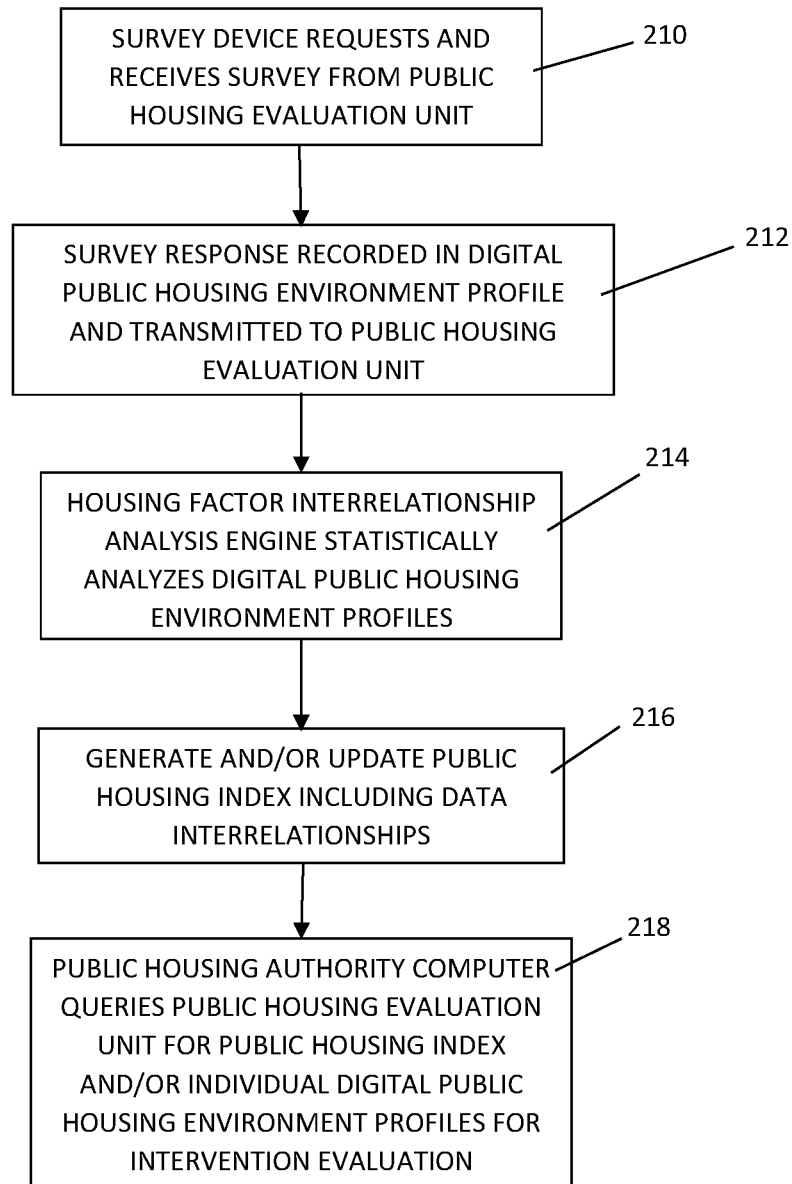 SURVEY DEVICE REQUESTS AND
RECEIVES SURVEY FROM PUBLIC
HOUSING EVALUATION UNIT
210
SURVEY RESPONSE RECORDED IN DIGITAL
PUBLIC HOUSING ENVIRONMENT PROFILE
AND TRANSMITTED TO PUBLIC HOUSING
EVALUATION UNIT
212
HOUSING FACTOR INTERRELATIONSHIP
ANALYSIS ENGINE STATISTICALLY
ANALYZES DIGITAL PUBLIC HOUSING
ENVIRONMENT PROFILES
214
GENERATE AND/OR UPDATE PUBLIC
HOUSING INDEX INCLUDING DATA
INTERRELATIONSHIPS
216
PUBLIC HOUSING AUTHORITY COMPUTER
QUERIES PUBLIC HOUSING EVALUATION
UNIT FOR PUBLIC HOUSING INDEX
AND/OR INDIVIDUAL DIGITAL PUBLIC
HOUSING ENVIRONMENT PROFILES FOR
INTERVENTION EVALUATION
218